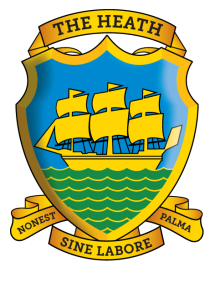 THE HEATH
NONEST
SINE LABORE
PALMA